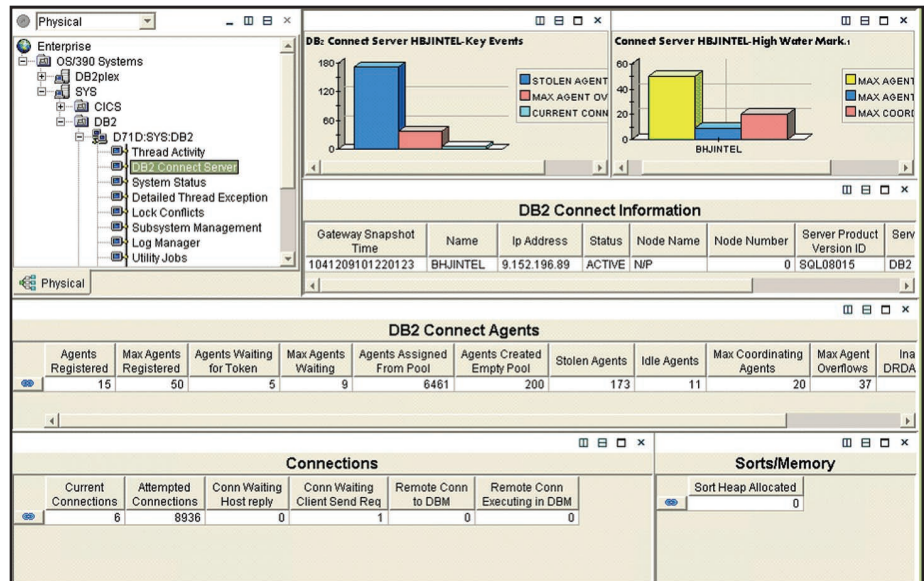 Physical
Enterprise
OS/390 Systems
DB2plex
SYS
CICS
DB2
D71D:SYS:DB2
Thread Activity
DB2 Connect Server
System Status
Detailed Thread Exception
Lock Conflicts
Subsystem Management
Log Manager
Utility Jobs
Physical
DB2 Connect Server HBJINTEL-Key Events
180
120
60
0
STOLEN AGENT
MAX AGENT OV
CURRENT CONN
Connect Server HBJINTEL-High Water Mark.1
60
40
20
0
BHJINTEL
MAX AGENT
MAX AGENT
MAX COORD
DB2 Connect Information
Gateway Snapshot Time Name Ip Address Status Node Name Node Number Server Product Version ID Serv
1041209101220123 BHJINTEL 9.152.196.89 ACTIVE N/P 0 SQL08015 DB2
DB2 Connect Agents
Agents Registered Max Agents Registered Agents Waiting for Token Max Agents Waiting Agents Assigned From Pool Agents Created Empty Pool Stolen Agents Idle Agents Max Coordinating Agents Max Agent Overflows Ina DRDA
15 50 5 9 6461 200 173 11 20 37
Connections
Current Connections Attempted Connections Conn Waiting Host reply Conn Waiting Client Send Req Remote Conn to DBM Remote Conn Executing in DBM
6 8936 0 1 0 0
Sorts/Memory
Sort Heap Allocated
0